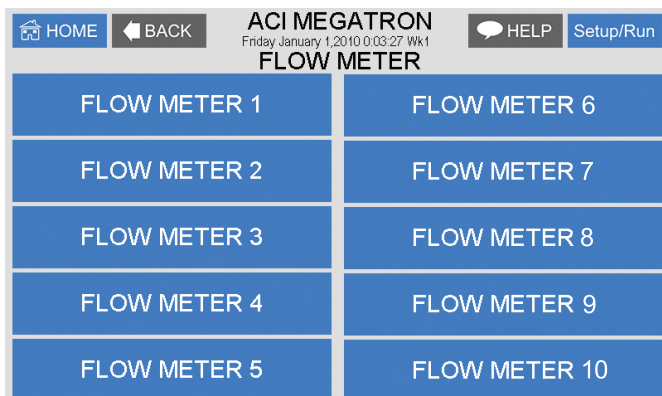 HOME
BACK
ACI MEGATRON
Friday January 1,2010 0:03:27 Wk1
FLOW METER
HELP
Setup/Run
FLOW METER 1
FLOW METER 2
FLOW METER 3
FLOW METER 4
FLOW METER 5
FLOW METER 6
FLOW METER 7
FLOW METER 8
FLOW METER 9
FLOW METER 10